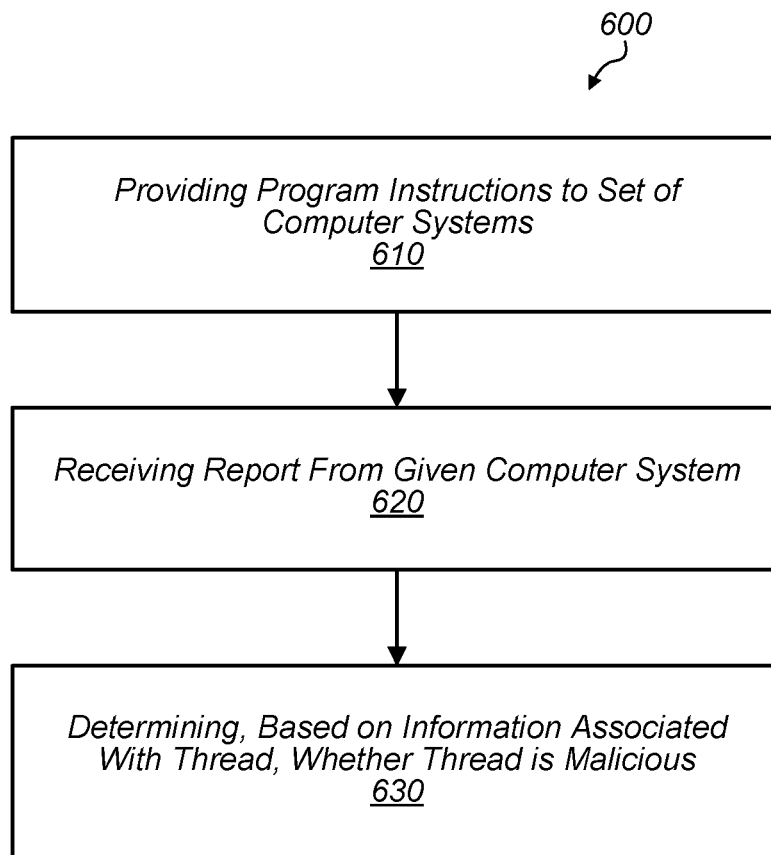 600
Providing Program Instructions to Set of
Computer Systems
610
Receiving Report From Given Computer System
620
Determining, Based on Information Associated
With Thread, Whether Thread is Malicious
630